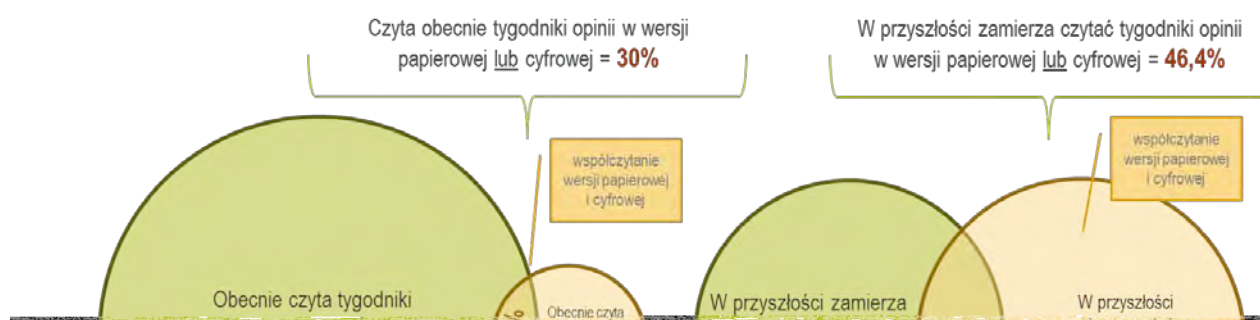 Czyta obecnie tygodniki opinii w wersji
papierowej lub cyfrowej = 30%
W przyszłości zamierza czytać tygodniki opinii
w wersji papierowej lub cyfrowej = 46,4%
współczytanie
wersji papierowej
i cyfrowej
współczytanie
wersji papierowej
i cyfrowej
Obecnie czyta tygodniki
%
Obecnie czyta
W przyszłości zamierza
W przyszłości